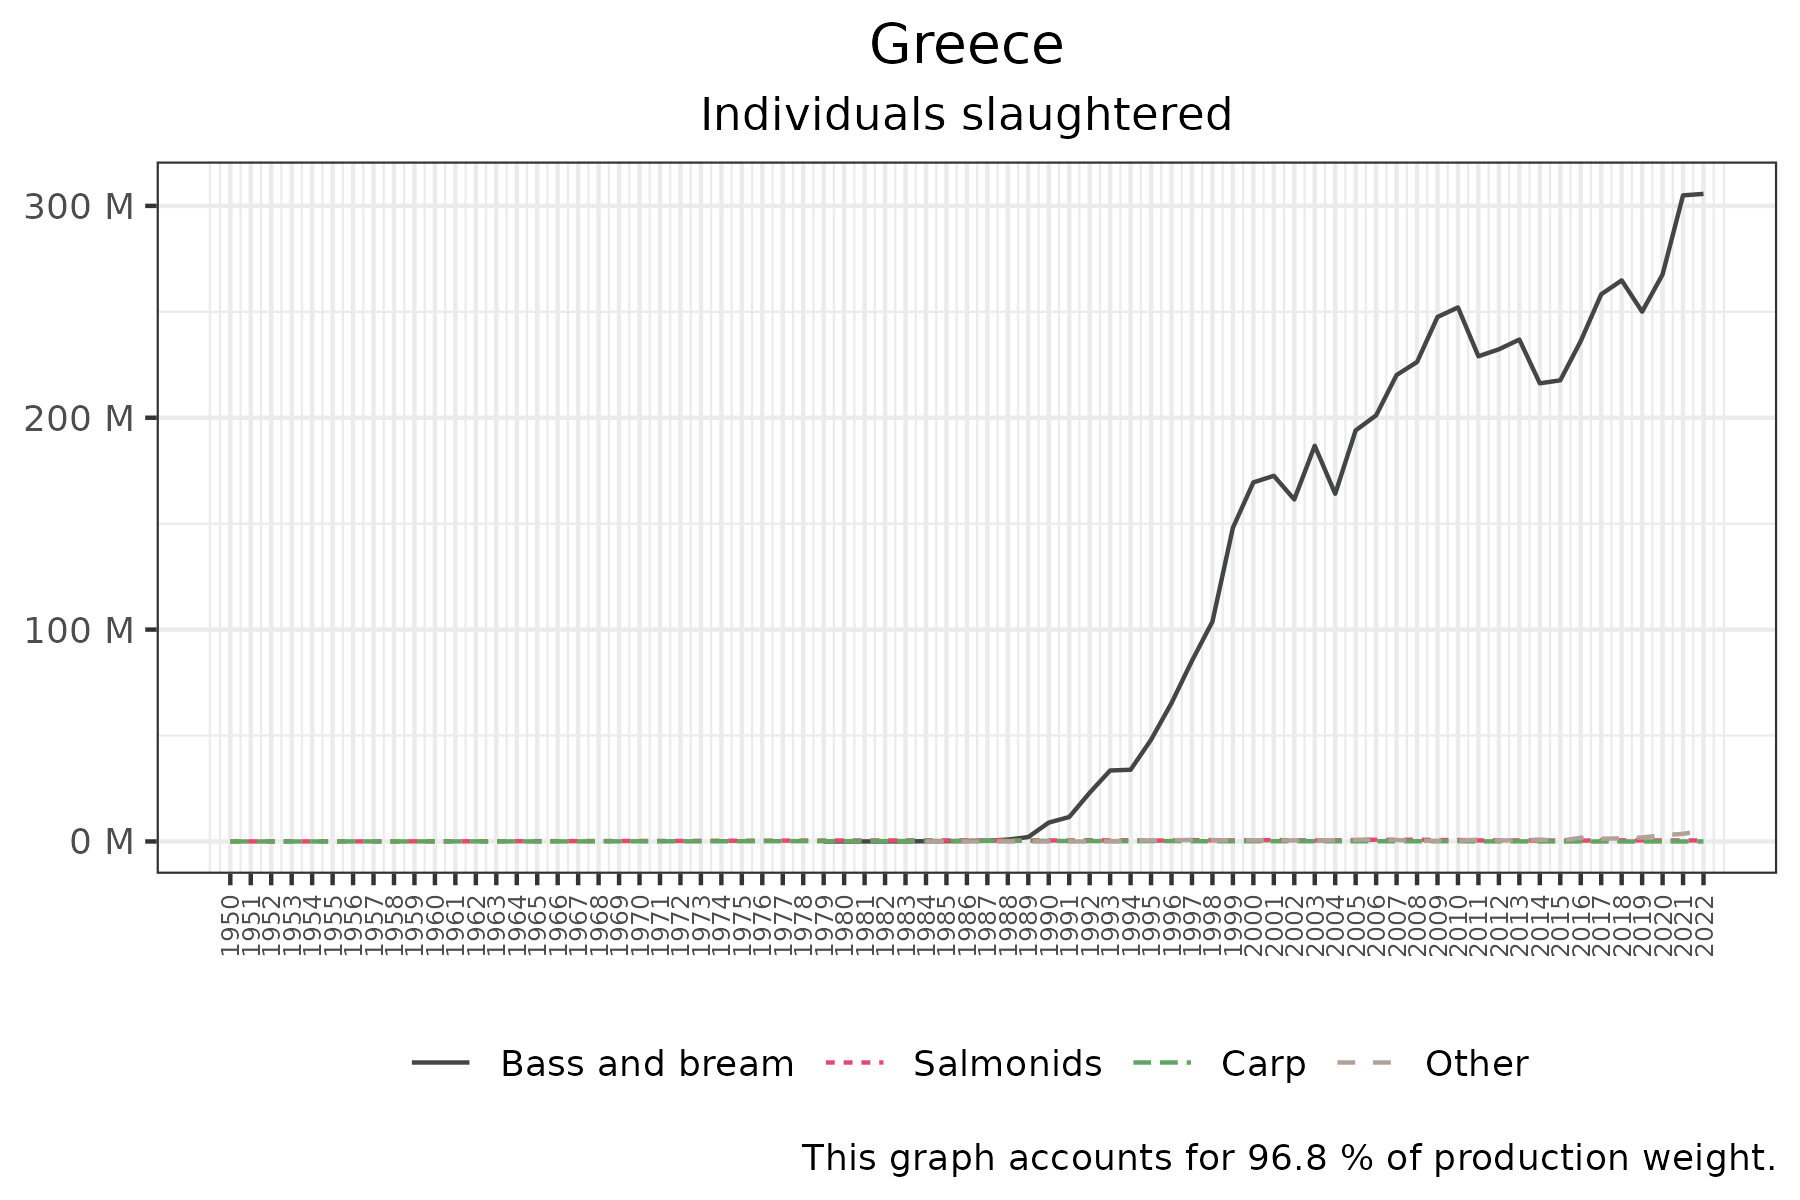 Greece
Individuals slaughtered
300 M
200 M
100 M
0 M
1950 1951 1952 1953 1954 1955 1956 1957 1958 1959 1960 1961 1962 1963 1964 1965 1966 1967 1968 1969 1970 1971 1972 1973 1974 1975 1976 1977 1978 1979 1980 1981 1982 1983 1984 1985 1986 1987 1988 1989 1990 1991 1992 1993 1994 1995 1996 1997 1998 1999 2000 2001 2002 2003 2004 2005 2006 2007 2008 2009 2010 2011 2012 2013 2014 2015 2016 2017 2018 2019 2020 2021 2022
Bass and bream Salmonids Carp Other
This graph accounts for 96.8 % of production weight.